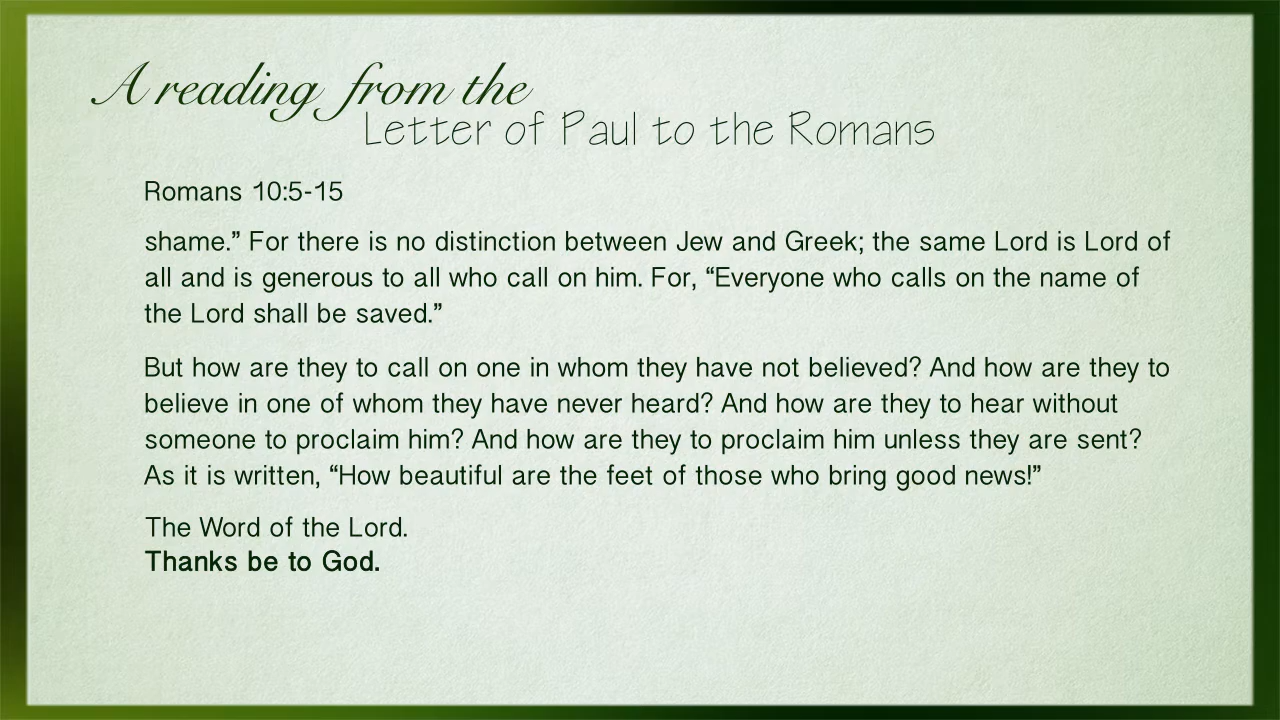 A reading from the
Letter of Paul to the Romans
Romans 10:5-15
shame.” For there is no distinction between Jew and Greek; the same Lord is Lord of
all and is generous to all who call on him. For, “Everyone who calls on the name of
the Lord shall be saved.”
But how are they to call on one in whom they have not believed? And how are they to
believe in one of whom they have never heard? And how are they to hear without
someone to proclaim him? And how are they to proclaim him unless they are sent?
As it is written, “How beautiful are the feet of those who bring good news!”
The Word of the Lord.
Thanks be to God.